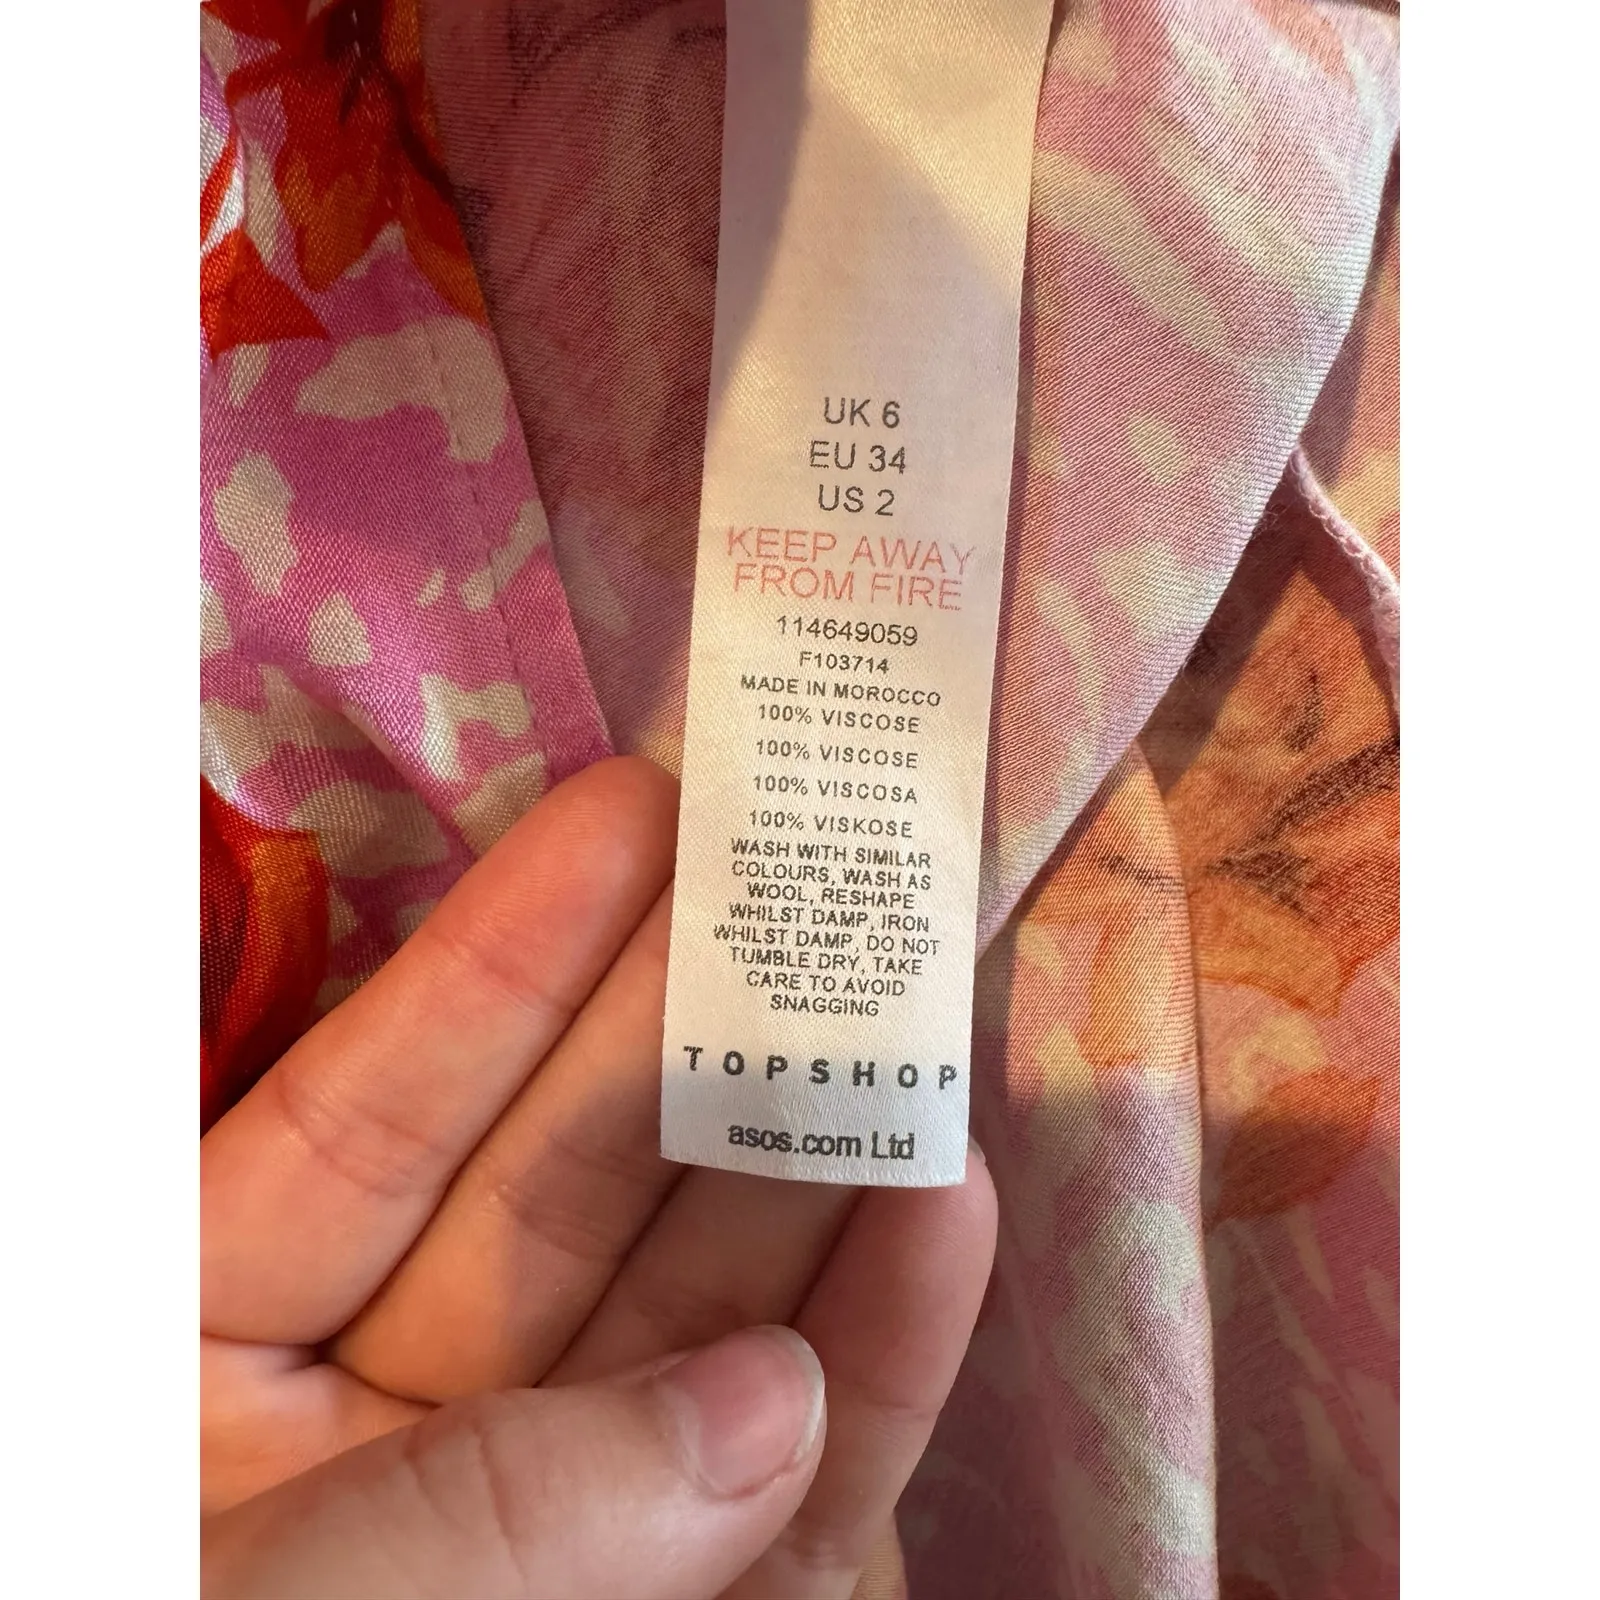 UK 6
EU 34
US 2
KEEP AWAY
FROM FIRE
114649059
F103714
MADE IN MOROCCO
100% VISCOSE
100% VISCOSE
100% VISCOSA
100% VISKOSE
WASH WITH SIMILAR
COLOURS, WASH AS
WOOL, RESHAPE
WHILST DAMP, IRON
WHILST DAMP, DO NOT
TUMBLE DRY, TAKE
CARE TO AVOID
SNAGGING
TOPSHOP
asos.com Ltd